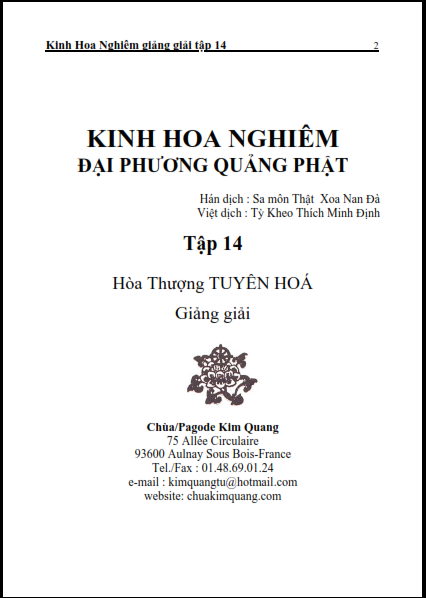 Kinh Hoa Nghiêm giảng giải tập 14 2
KINH HOA NGHIÊM
ĐẠI PHƯƠNG QUẢNG PHẬT
Hán dịch : Sa môn Thật Xoa Nan Đà
Việt dịch : Tỳ Kheo Thích Minh Định
Tập 14
Hòa Thượng TUYÊN HOÁ
Giảng giải
Chùa/Pagode Kim Quang
75 Allée Circulaire
93600 Aulnay Sous Bois-France
Tel./Fax : 01.48.69.01.24
e-mail : kimquangtu@hotmail.com
website: chuakimquang.com